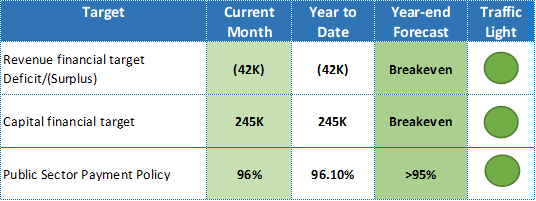 Target Current Month Year to Date Year-end Forecast Traffic Light
Revenue financial target Deficit/(Surplus) (42K) (42K) Breakeven
Capital financial target 245K 245K Breakeven
Public Sector Payment Policy 96% 96.10% >95%